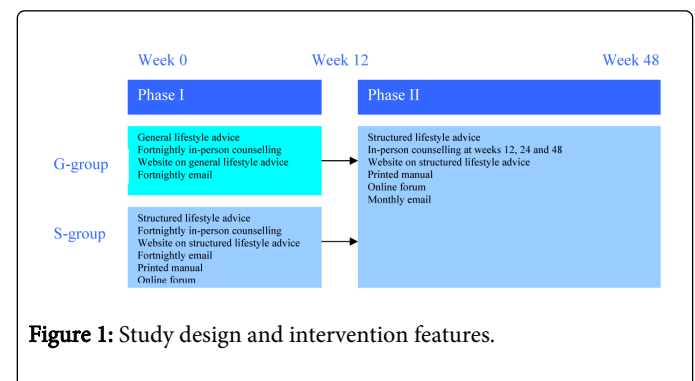 Week 0 Week 12 Week 48
Phase I Phase II
G-group
General lifestyle advice
Fortnightly in-person counselling
Website on general lifestyle advice
Fortnightly email
Structured lifestyle advice
In-person counselling at weeks 12, 24 and 48
Website on structured lifestyle advice
Printed manual
Online forum
Monthly email
S-group
Structured lifestyle advice
Fortnightly in-person counselling
Website on structured lifestyle advice
Fortnightly email
Printed manual
Online forum
Figure 1: Study design and intervention features.